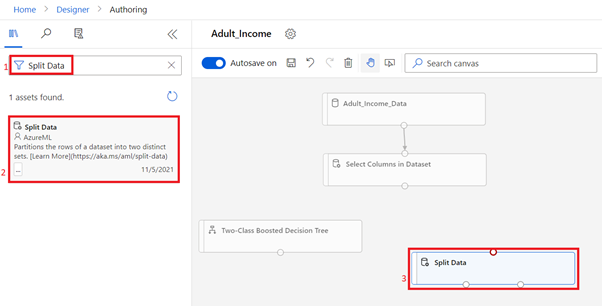 Home > Designer > Authoring
Adult_Income
1 Split Data
Autosave on
Search canvas
1 assets found.
Split Data
AzureML
Partitions the rows of a dataset into two distinct
sets. [Learn More](https://aka.ms/aml/split-data)
2 ... 11/5/2021
Adult_Income_Data
Select Columns in Dataset
Two-Class Boosted Decision Tree
3 Split Data